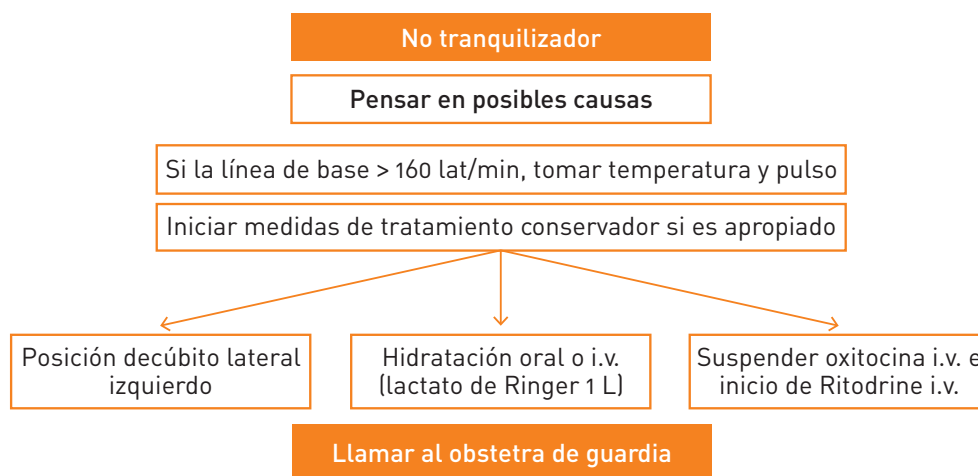 No tranquilizador
Pensar en posibles causas
Si la línea de base > 160 lat/min, tomar temperatura y pulso
Iniciar medidas de tratamiento conservador si es apropiado
Posición decúbito lateral
izquierdo
Hidratación oral o i.v.
(lactato de Ringer 1 L)
Suspender oxitocina i.v. e
inicio de Ritodrine i.v.
Llamar al obstetra de guardia